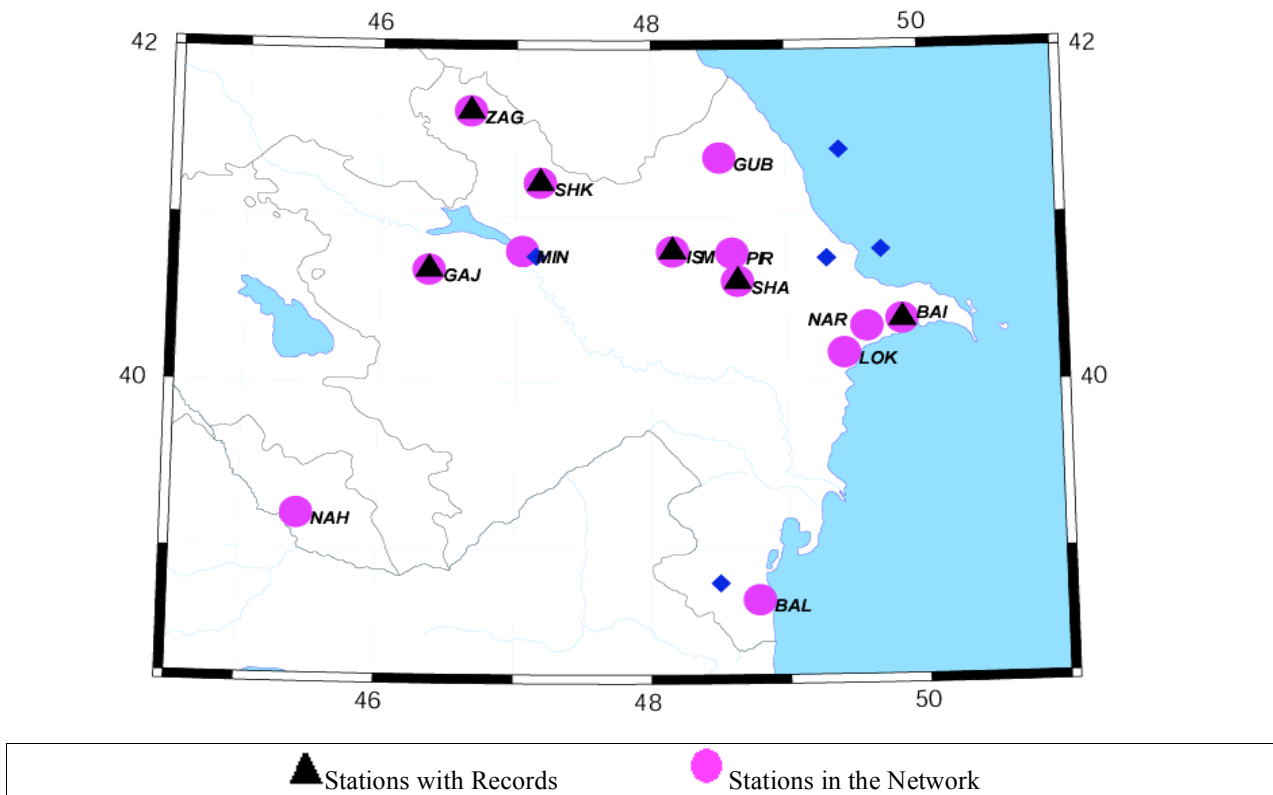 46 48 50
42 42
ZAG
GUB
SHK
MIN ISM PIR
GAJ SHA
NAR BAI
LOK
40 40
NAH
BAL
46 48 50
Stations with Records Stations in the Network